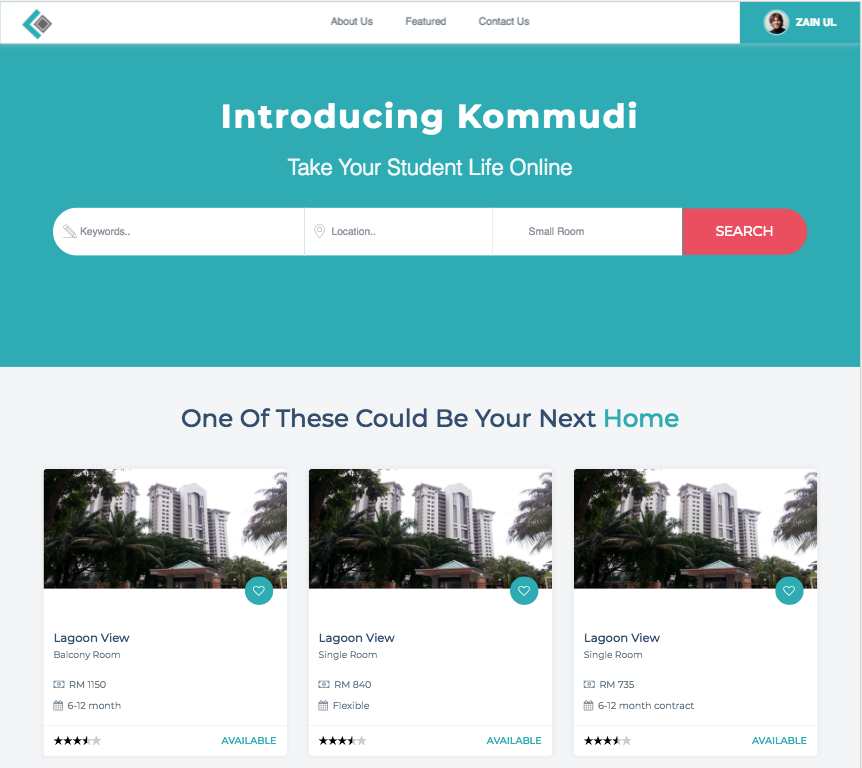 About Us Featured Contact Us ZAIN UL
Introducing Kommudi
Take Your Student Life Online
Keywords.. Location.. Small Room SEARCH
One Of These Could Be Your Next Home
Lagoon View Lagoon View Lagoon View
Balcony Room Single Room Single Room
RM 1150 RM 840 RM 735
6-12 month Flexible 6-12 month contract
AVAILABLE AVAILABLE AVAILABLE